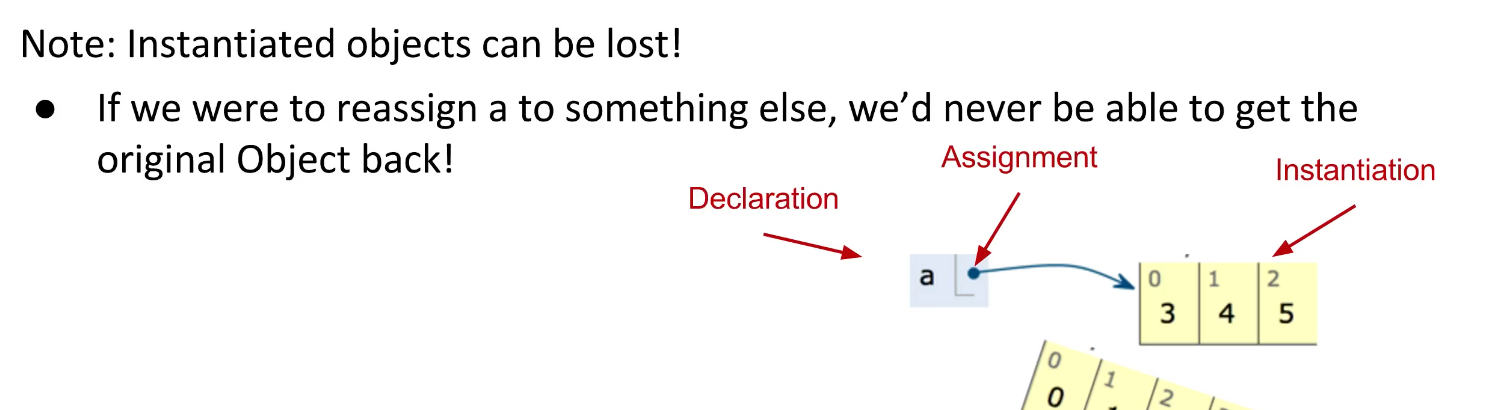 Note: Instantiated objects can be lost!
● If we were to reassign a to something else, we’d never be able to get the
original Object back!
Assignment
Instantiation
Declaration
a
0 1 2
3 4 5
0 1 2
0